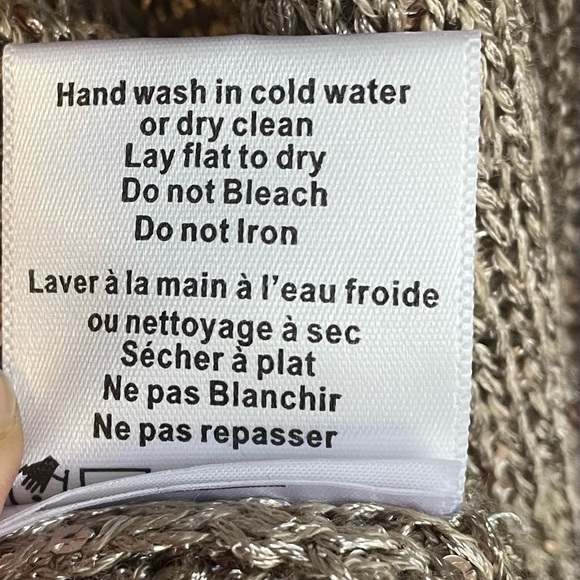 Hand wash in cold water
or dry clean
Lay flat to dry
Do not Bleach
Do not Iron
Laver à la main à l'eau froide
ou nettoyage à sec
Sécher à plat
Ne pas Blanchir
Ne pas repasser